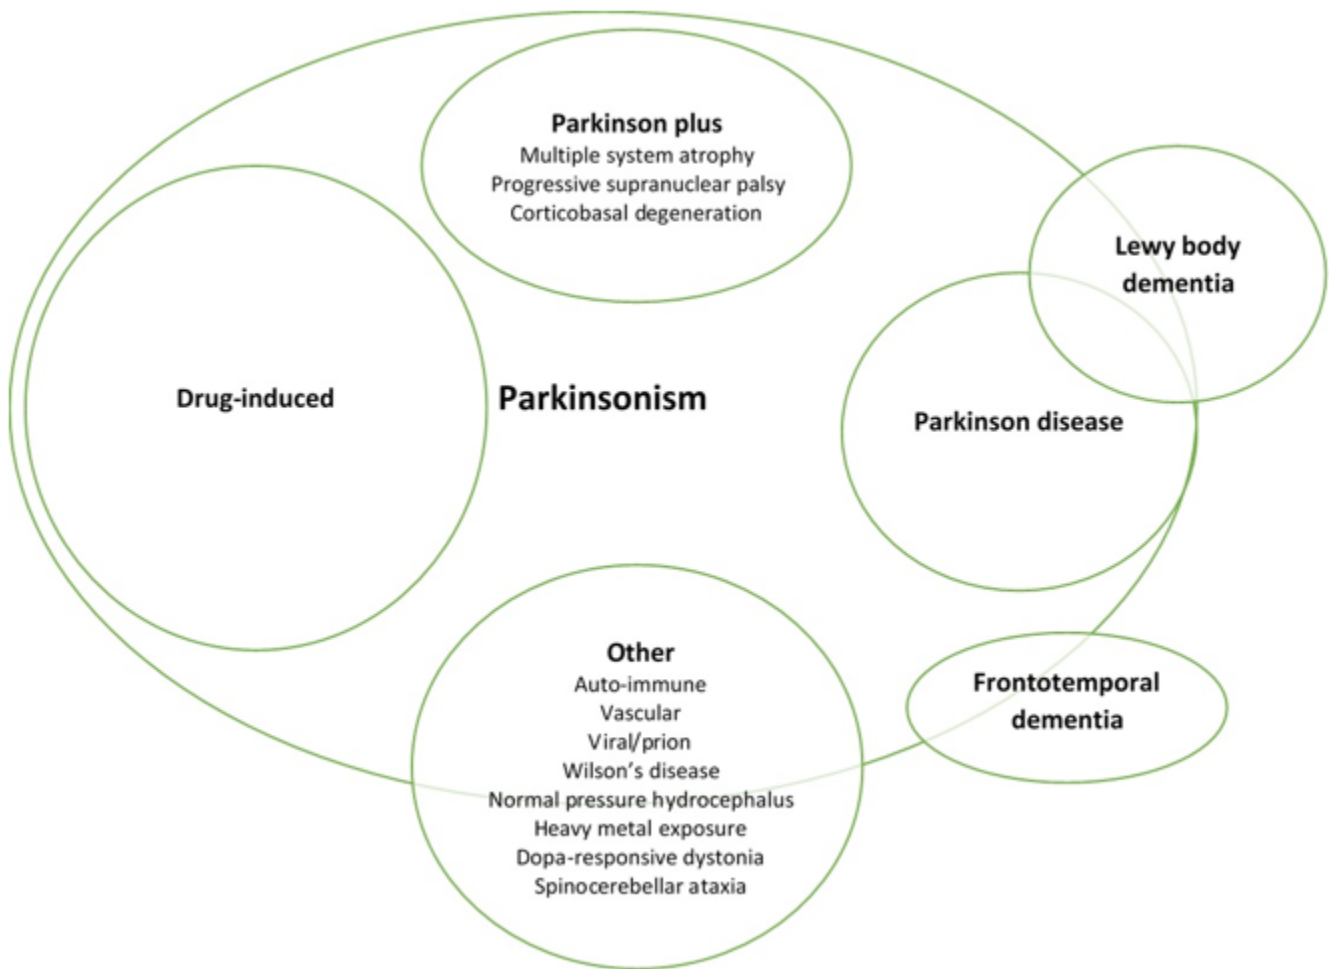 Parkinson plus
Multiple system atrophy
Progressive supranuclear palsy
Corticobasal degeneration
Lewy body
dementia
Drug-induced
Parkinsonism
Parkinson disease
Other
Auto-immune
Vascular
Viral/prion
Wilson's disease
Normal pressure hydrocephalus
Heavy metal exposure
Dopa-responsive dystonia
Spinocerebellar ataxia
Frontotemporal
dementia